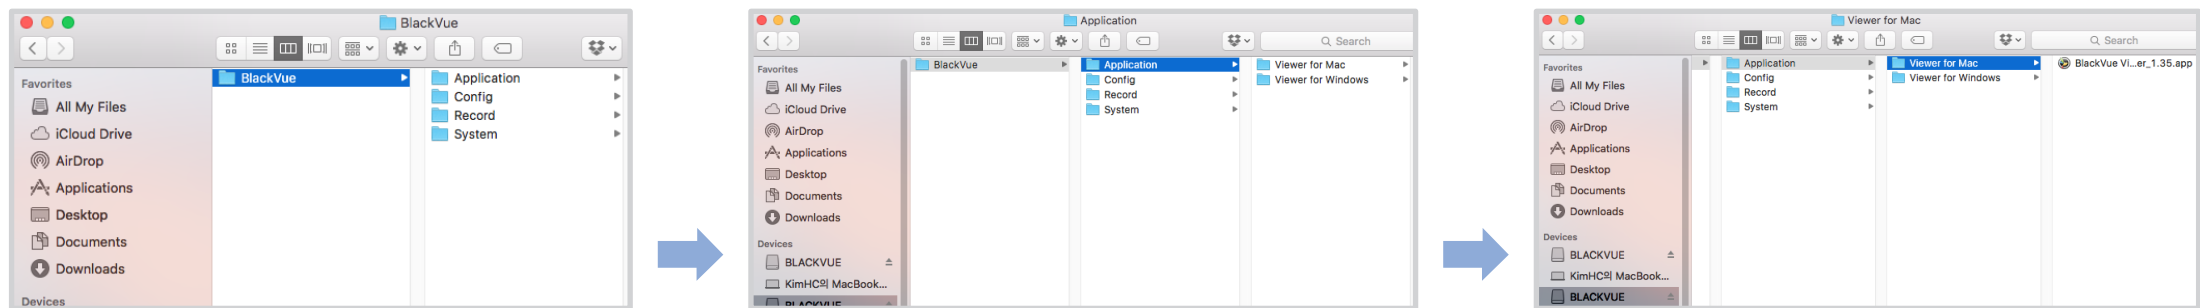 BlackVue
Favorites
All My Files
iCloud Drive
AirDrop
Applications
Desktop
Documents
Downloads
Devices
BlackVue
Application
Config
Record
System
Application
Search
Favorites
All My Files
iCloud Drive
AirDrop
Applications
Desktop
Documents
Downloads
Devices
BLACKVUE
KimHC의 MacBook...
BLACKVUE
BlackVue
Application
Config
Record
System
Viewer for Mac
Viewer for Windows
Viewer for Mac
Search
Favorites
All My Files
iCloud Drive
AirDrop
Applications
Desktop
Documents
Downloads
Devices
BLACKVUE
KimHC의 MacBook...
BLACKVUE
Application
Config
Record
System
Viewer for Mac
Viewer for Windows
BlackVue Vi...er_1.35.app